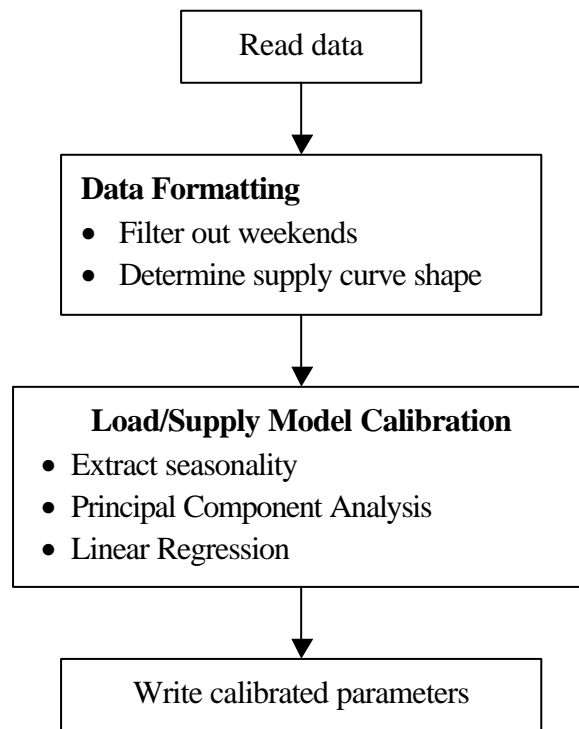 Read data
Data Formatting
• Filter out weekends
• Determine supply curve shape
Load/Supply Model Calibration
• Extract seasonality
• Principal Component Analysis
• Linear Regression
Write calibrated parameters